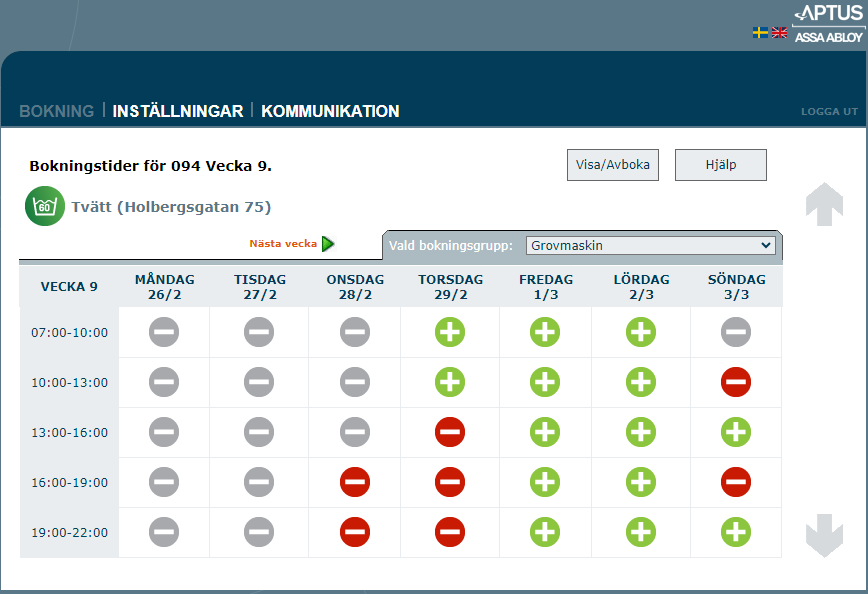 APTUS
ASSA ABLOY
BOKNING INSTÄLLNINGAR KOMMUNIKATION LOGGA UT
Bokningstider för 094 Vecka 9. Visa/Avboka Hjälp
60 Tvätt (Holbergsgatan 75)
Nästa vecka Vald bokningsgrupp: Grovmaskin
VECKA 9 MÅNDAG TISDAG ONSDAG TORSDAG FREDAG LÖRDAG SÖNDAG
26/2 27/2 28/2 29/2 1/3 2/3 3/3
07:00-10:00
10:00-13:00
13:00-16:00
16:00-19:00
19:00-22:00